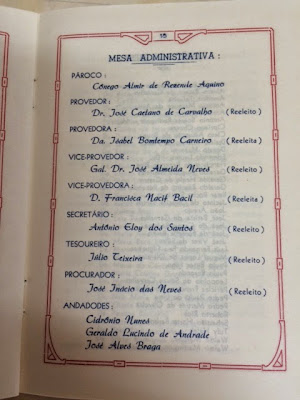 15
MESA ADMINISTRATIVA :
PÁROCO :
Cônego Almir de Rezende Aquino
PROVEDOR :
Dr. José Caetano de Carvalho (Reeleito)
PROVEDORA :
Da. Isabel Bomtempo Carneiro (Reeleita)
VICE-PROVEDOR :
Gal. Dr. José Almeida Neves (Reeleito)
VICE-PROVEDORA :
D. Francisca Nacif Bacil (Reeleita)
SECRETÁRIO :
Antônio Eloy dos Santos (Reeleito)
TESOUREIRO :
Júlio Teixeira (Reeleito)
PROCURADOR :
José Inácio das Neves (Reeleito)
ANDADODES :
Cidrônio Nunes
Geraldo Lucindo de Andrade
José Alves Braga